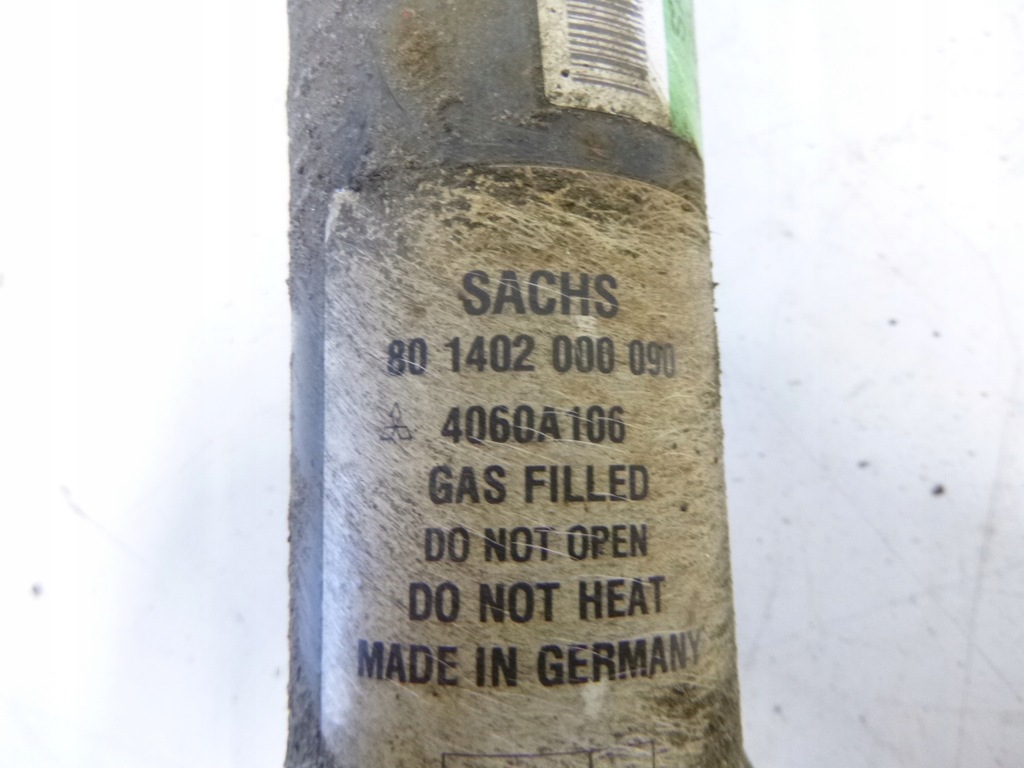 SACHS
80 1402 000 090
4060A106
GAS FILLED
DO NOT OPEN
DO NOT HEAT
MADE IN GERMANY